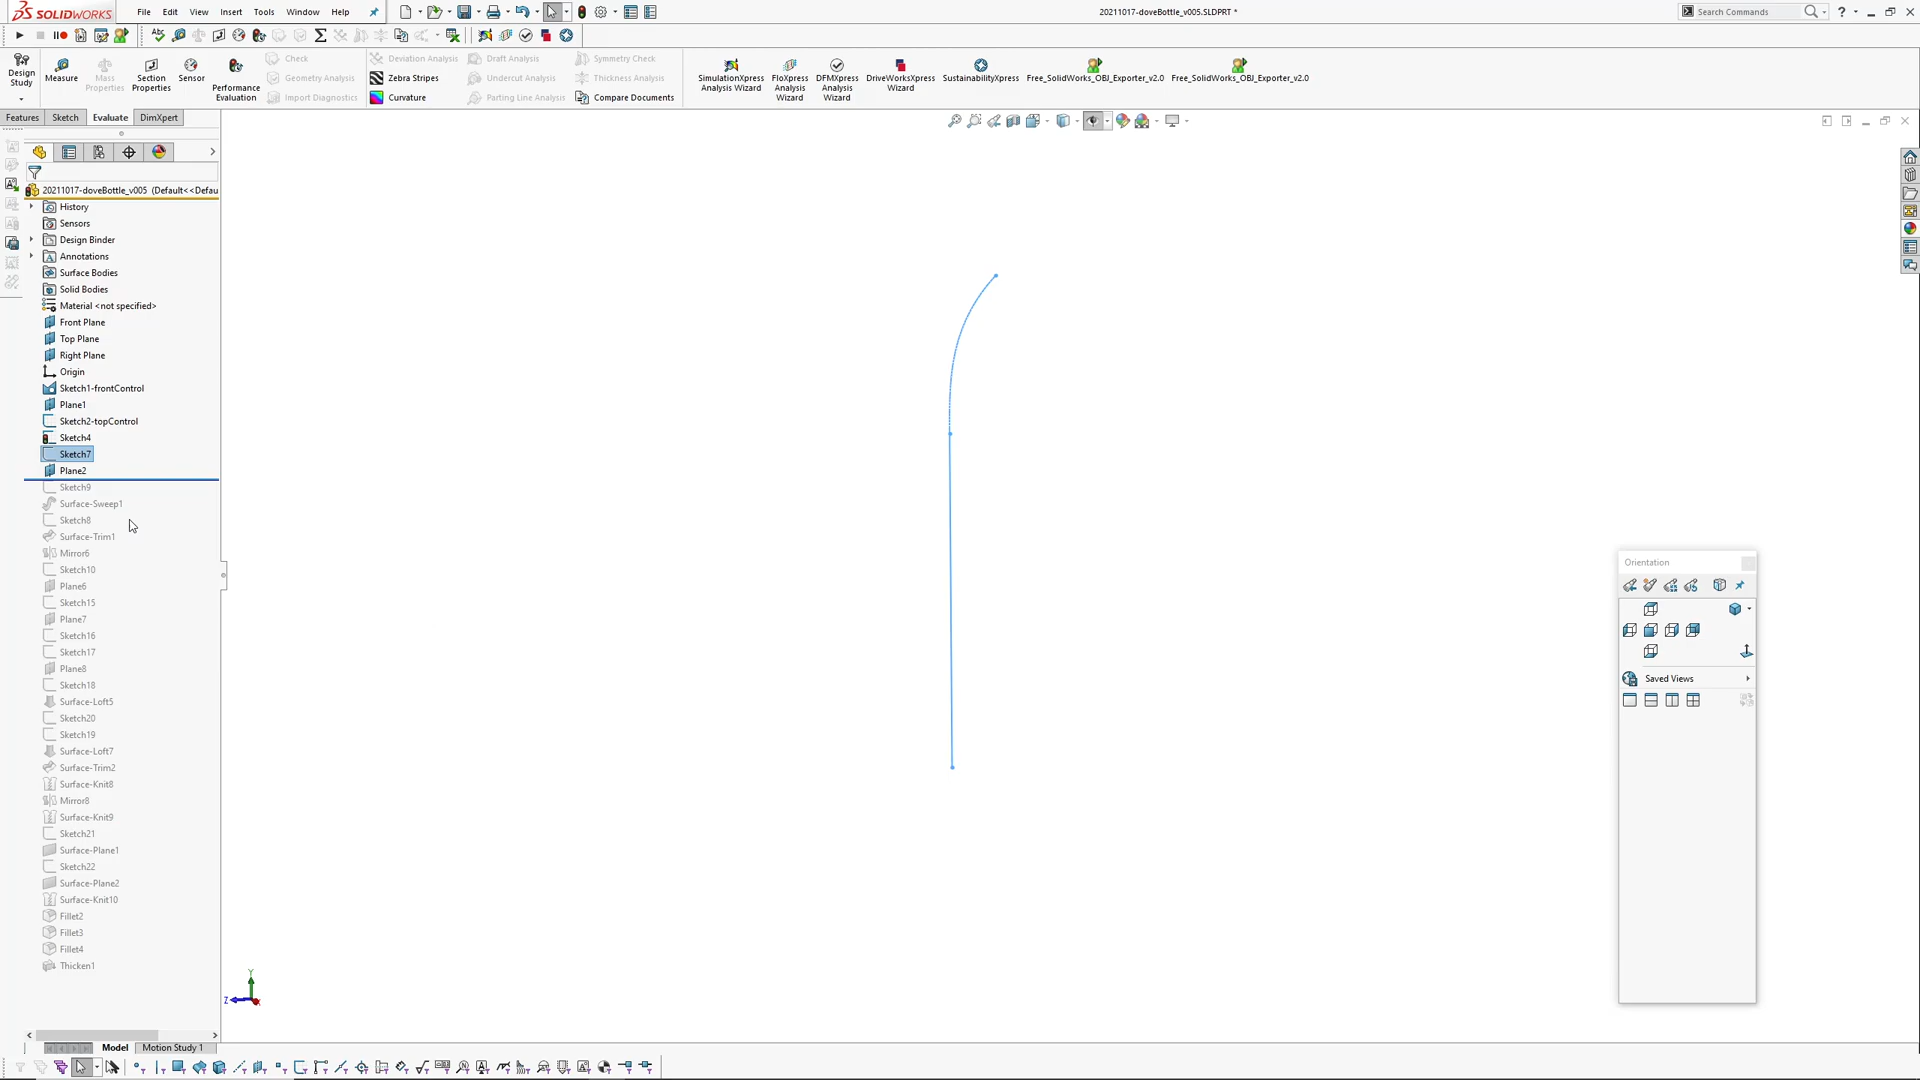 SOLIDWORKS File Edit View Insert Tools Window Help 20211017-doveBottle_v005.SLDPRT * Search Commands
Design Study Measure Mass Properties Section Properties Sensor Performance Evaluation
Check Deviation Analysis Draft Analysis Symmetry Check
Geometry Analysis Zebra Stripes Undercut Analysis Thickness Analysis
Import Diagnostics Curvature Parting Line Analysis Compare Documents
SimulationXpress Analysis Wizard FloXpress Analysis Wizard DFMXpress Analysis Wizard DriveWorksXpress Wizard SustainabilityXpress Free_SolidWorks_OBJ_Exporter_v2.0 Free_SolidWorks_OBJ_Exporter_v2.0
Features Sketch Evaluate DimXpert
20211017-doveBottle_v005 (Default<<Defau
History
Sensors
Design Binder
Annotations
Surface Bodies
Solid Bodies
Material <not specified>
Front Plane
Top Plane
Right Plane
Origin
Sketch1-frontControl
Plane1
Sketch2-topControl
Sketch4
Sketch7
Plane2
Sketch9
Surface-Sweep1
Sketch8
Surface-Trim1
Mirror6
Sketch10
Plane6
Sketch15
Plane7
Sketch16
Sketch17
Plane8
Sketch18
Surface-Loft5
Sketch20
Sketch19
Surface-Loft7
Surface-Trim2
Surface-Knit8
Mirror8
Surface-Knit9
Sketch21
Surface-Plane1
Sketch22
Surface-Plane2
Surface-Knit10
Fillet2
Fillet3
Fillet4
Thicken1
Orientation
Saved Views
Y
Z
Model Motion Study 1